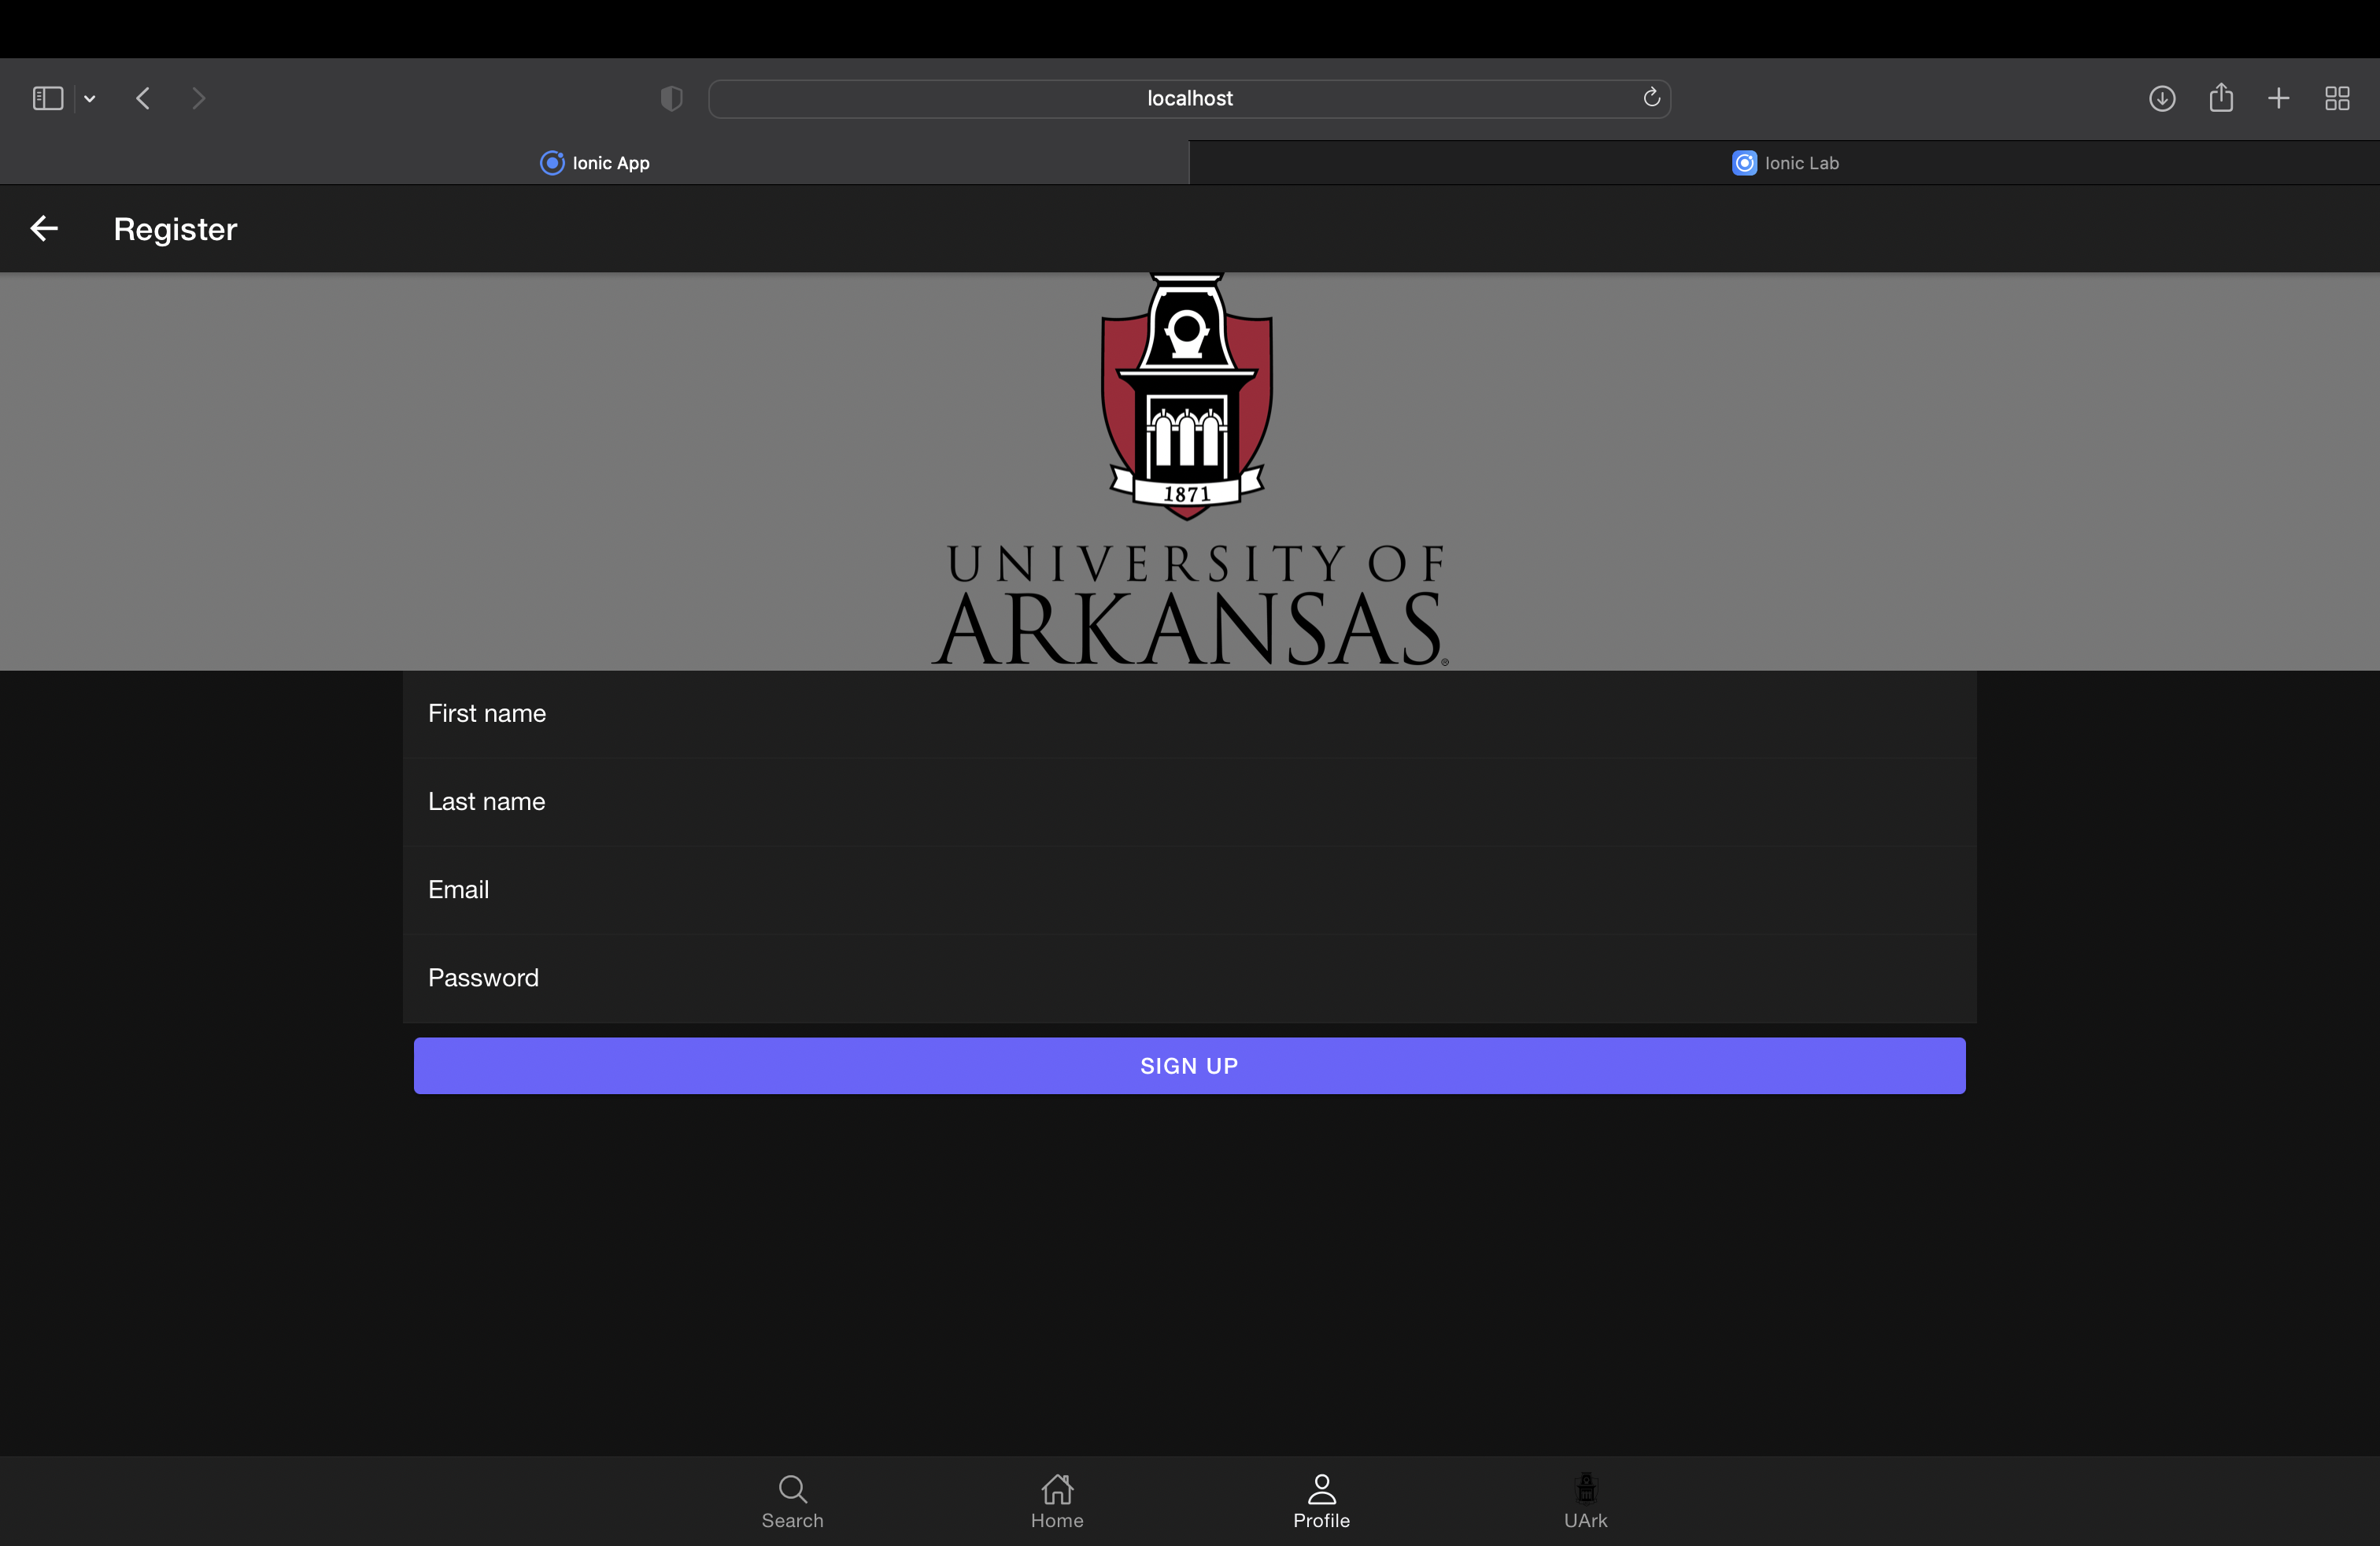 localhost
Ionic App
Ionic Lab
Register
1871
UNIVERSITY OF
ARKANSAS®
First name
Last name
Email
Password
SIGN UP
Search
Home
Profile
UArk